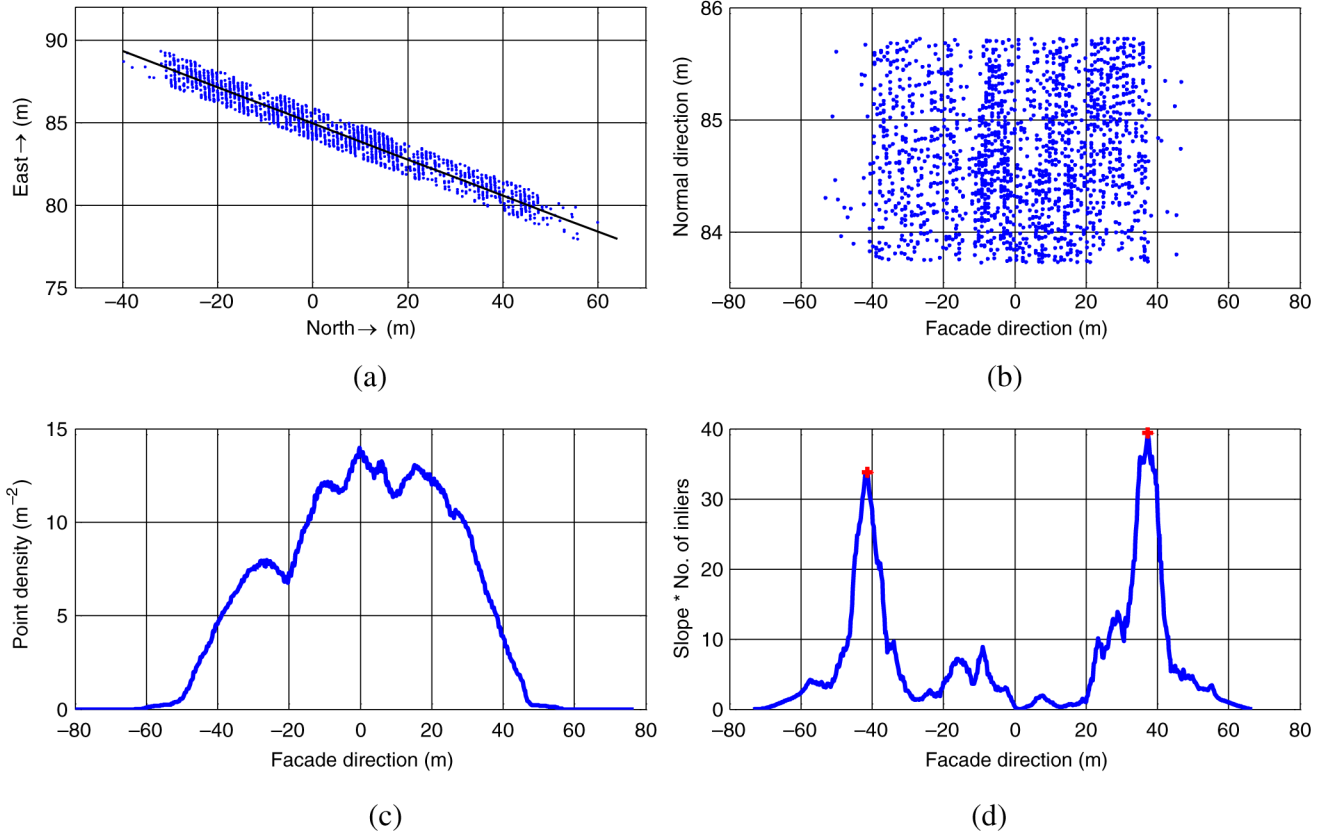 90
85
80
75
East → (m)
−40 −20 0 20 40 60
North→ (m)
(a)
86
85
84
Normal direction (m)
−80 −60 −40 −20 0 20 40 60 80
Facade direction (m)
(b)
15
10
5
0
Point density (m⁻²)
−80 −60 −40 −20 0 20 40 60 80
Facade direction (m)
(c)
40
30
20
10
0
Slope * No. of inliers
−80 −60 −40 −20 0 20 40 60 80
Facade direction (m)
(d)